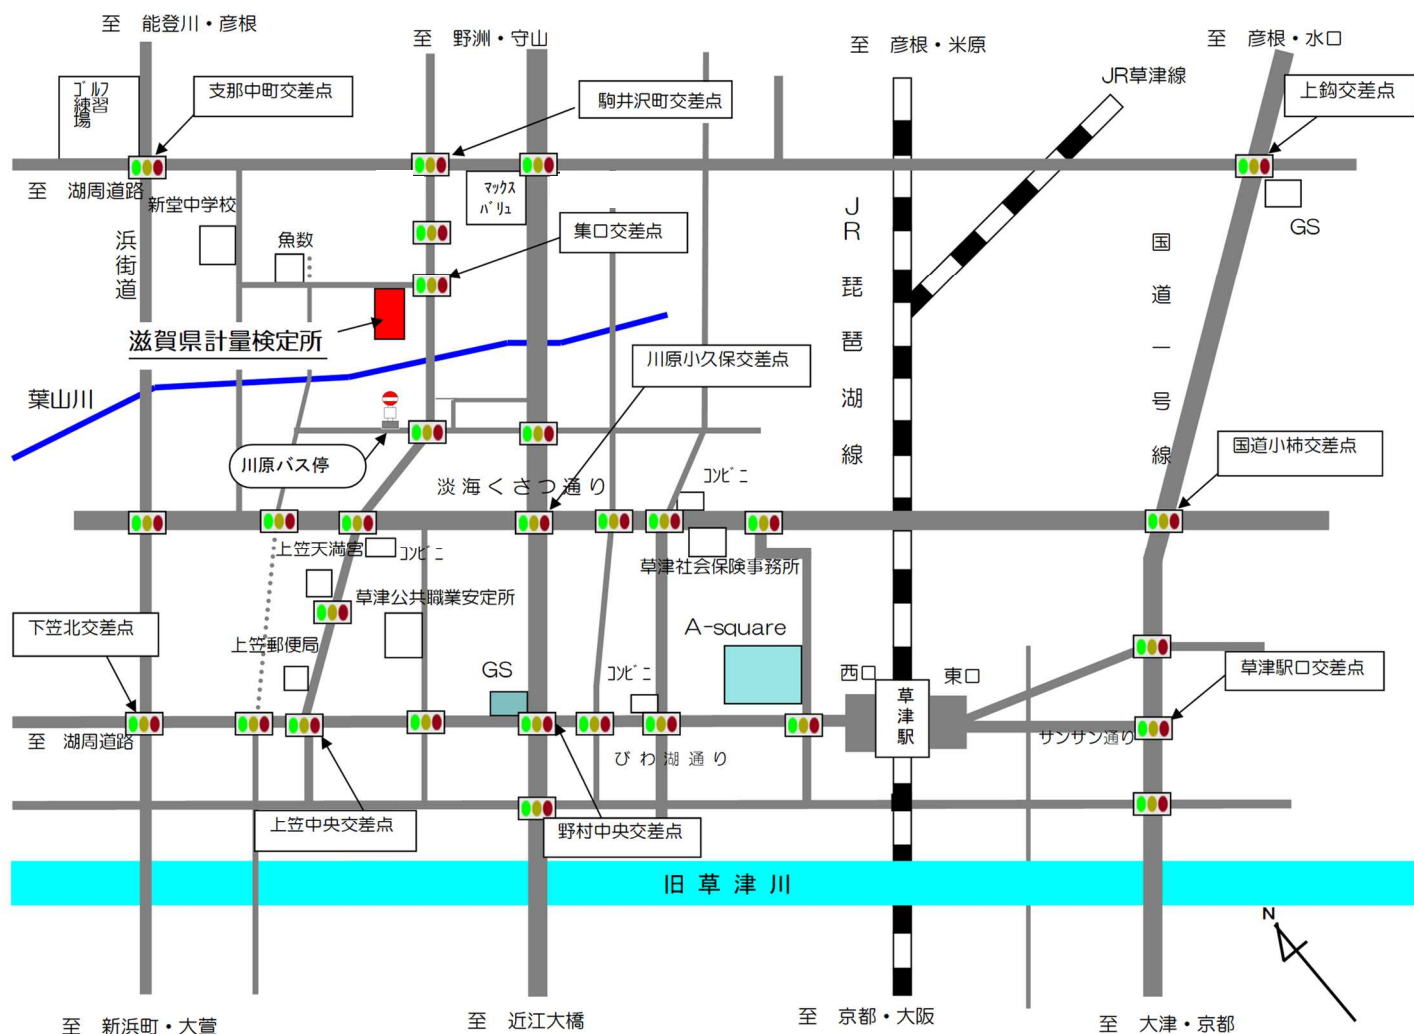 至　能登川・彦根
至　野洲・守山
至　彦根・米原
至　彦根・水口
JR草津線
ｺﾞﾙﾌ
練習
場
支那中町交差点
駒井沢町交差点
上鈎交差点
至　湖周道路
新堂中学校
ﾏｯｸｽ
ﾊﾞﾘｭ
GS
浜街道
魚数
集口交差点
JR琵琶湖線
国道一号線
滋賀県計量検定所
川原小久保交差点
葉山川
川原バス停
淡海くさつ通り
ｺﾝﾋﾞﾆ
国道小柿交差点
上笠天満宮
ｺﾝﾋﾞﾆ
草津社会保険事務所
草津公共職業安定所
下笠北交差点
上笠郵便局
A-square
GS
ｺﾝﾋﾞﾆ
西口
草津駅
東口
草津駅口交差点
至　湖周道路
びわ湖通り
サンサン通り
上笠中央交差点
野村中央交差点
旧草津川
N
至　新浜町・大萱
至　近江大橋
至　京都・大阪
至　大津・京都